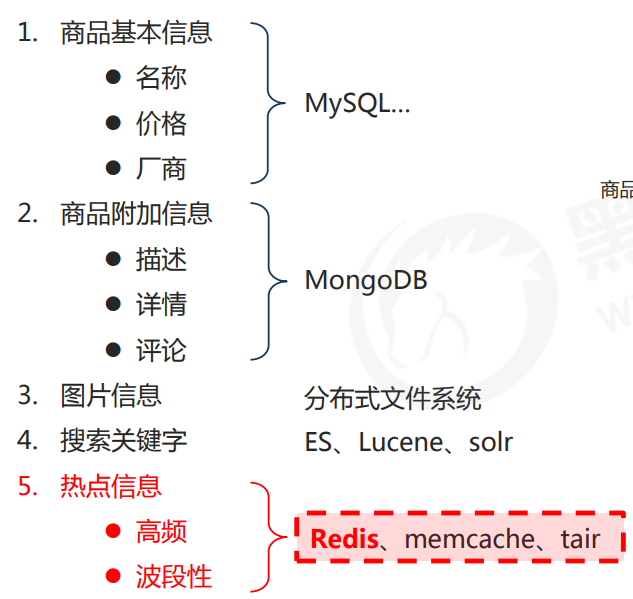 1. 商品基本信息
● 名称
● 价格
● 厂商
MySQL...
2. 商品附加信息
● 描述
● 详情
● 评论
MongoDB
商品
黑
3. 图片信息
分布式文件系统
4. 搜索关键字
ES、Lucene、solr
5. 热点信息
● 高频
● 波段性
Redis、memcache、tair